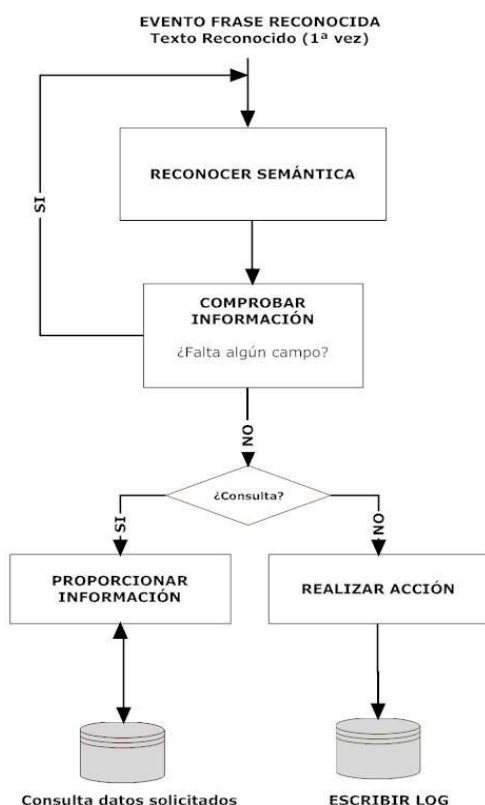 EVENTO FRASE RECONOCIDA
Texto Reconocido (1ª vez)
RECONOCER SEMÁNTICA
SI
COMPROBAR
INFORMACIÓN
¿Falta algún campo?
NO
¿Consulta?
SI
NO
PROPORCIONAR
INFORMACIÓN
REALIZAR ACCIÓN
Consulta datos solicitados
ESCRIBIR LOG